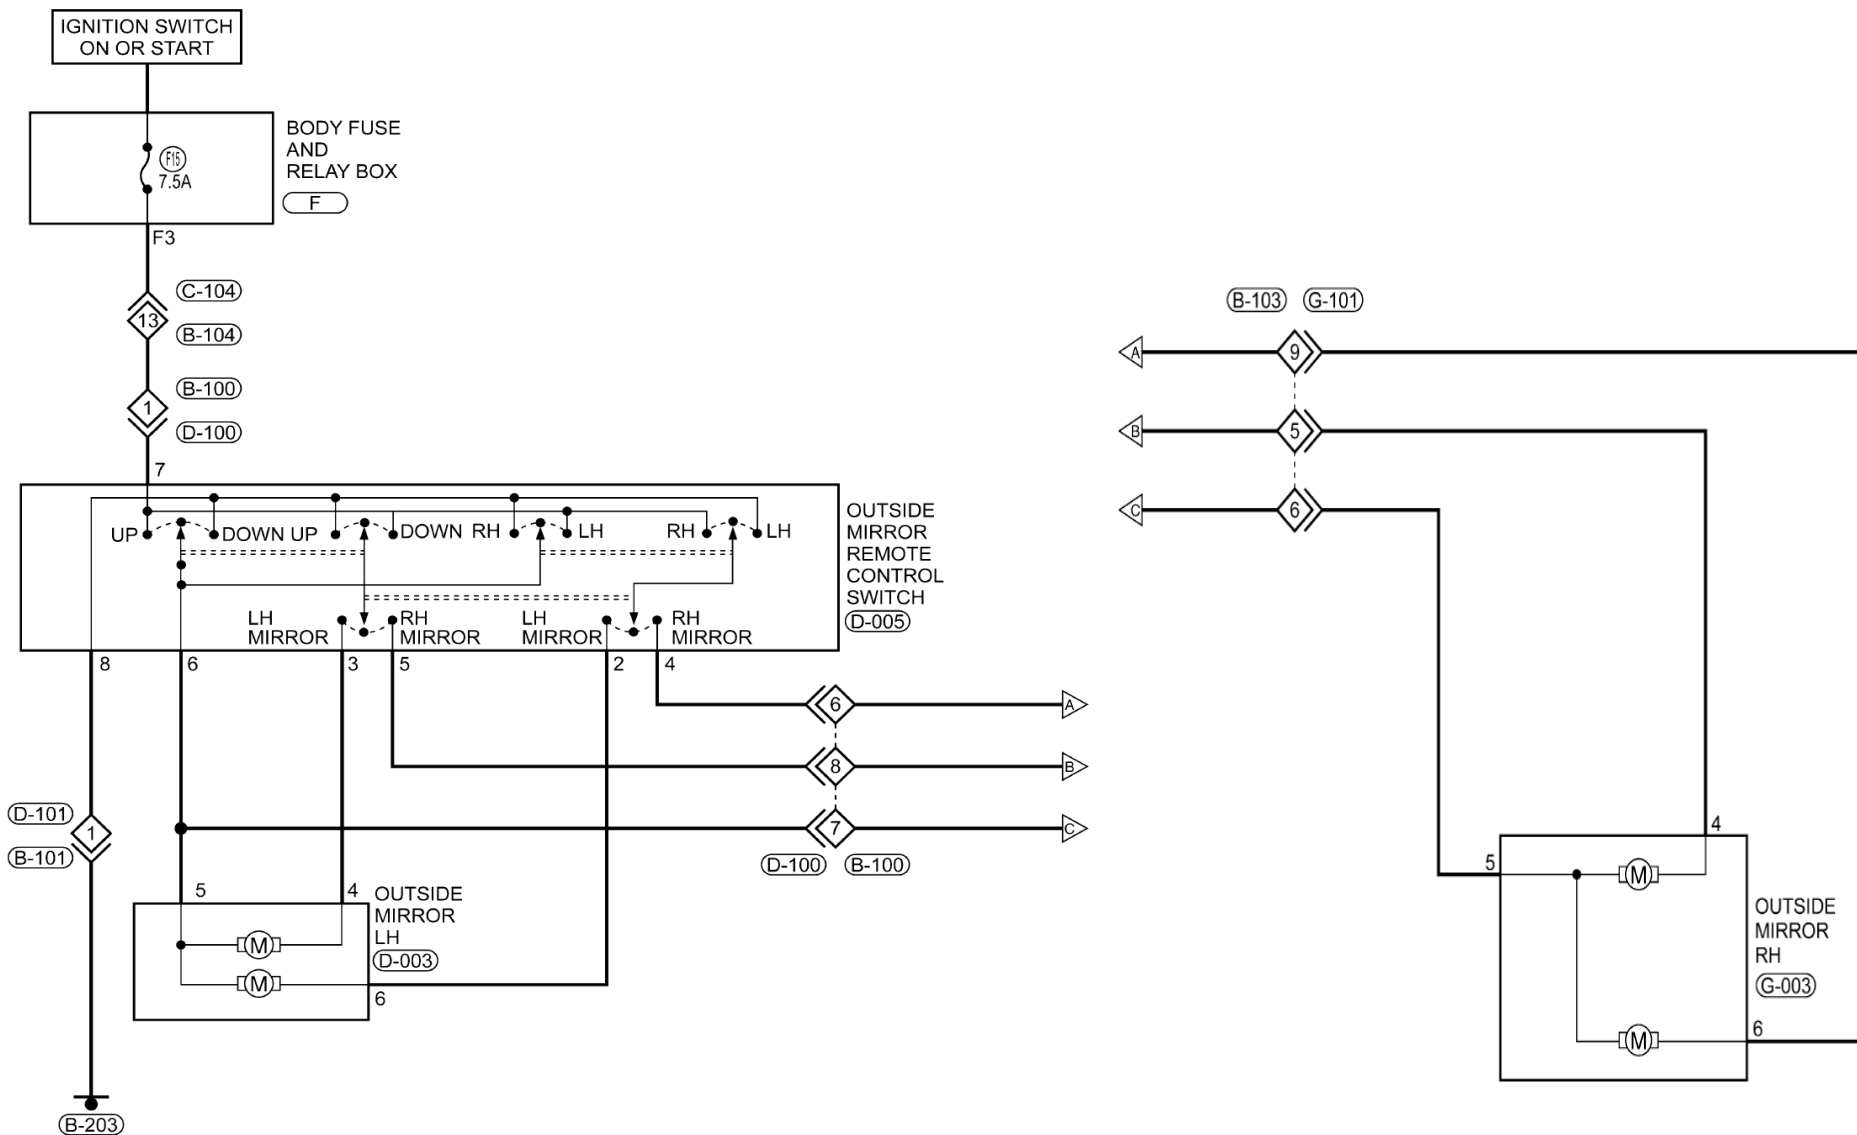 IGNITION SWITCH
ON OR START
BODY FUSE
AND
RELAY BOX
F
F15
7.5A
F3
C-104
13
B-104
B-100
1
D-100
7
UP DOWN UP DOWN RH LH RH LH
OUTSIDE
MIRROR
REMOTE
CONTROL
SWITCH
D-005
LH
MIRROR
RH
MIRROR
LH
MIRROR
RH
MIRROR
8 6 3 5 2 4
6 A
8 B
7 C
D-100 B-100
D-101
1
B-101
5 4
OUTSIDE
MIRROR
LH
D-003
M
M
6
B-203
B-103 G-101
A 9
B 5
C 6
4
5
M
OUTSIDE
MIRROR
RH
G-003
M
6